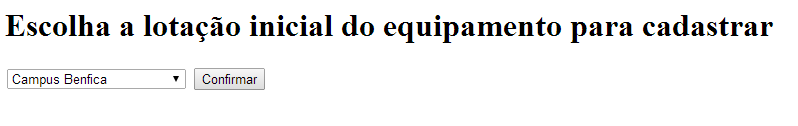 Escolha a lotação inicial do equipamento para cadastrar
Campus Benfica Confirmar